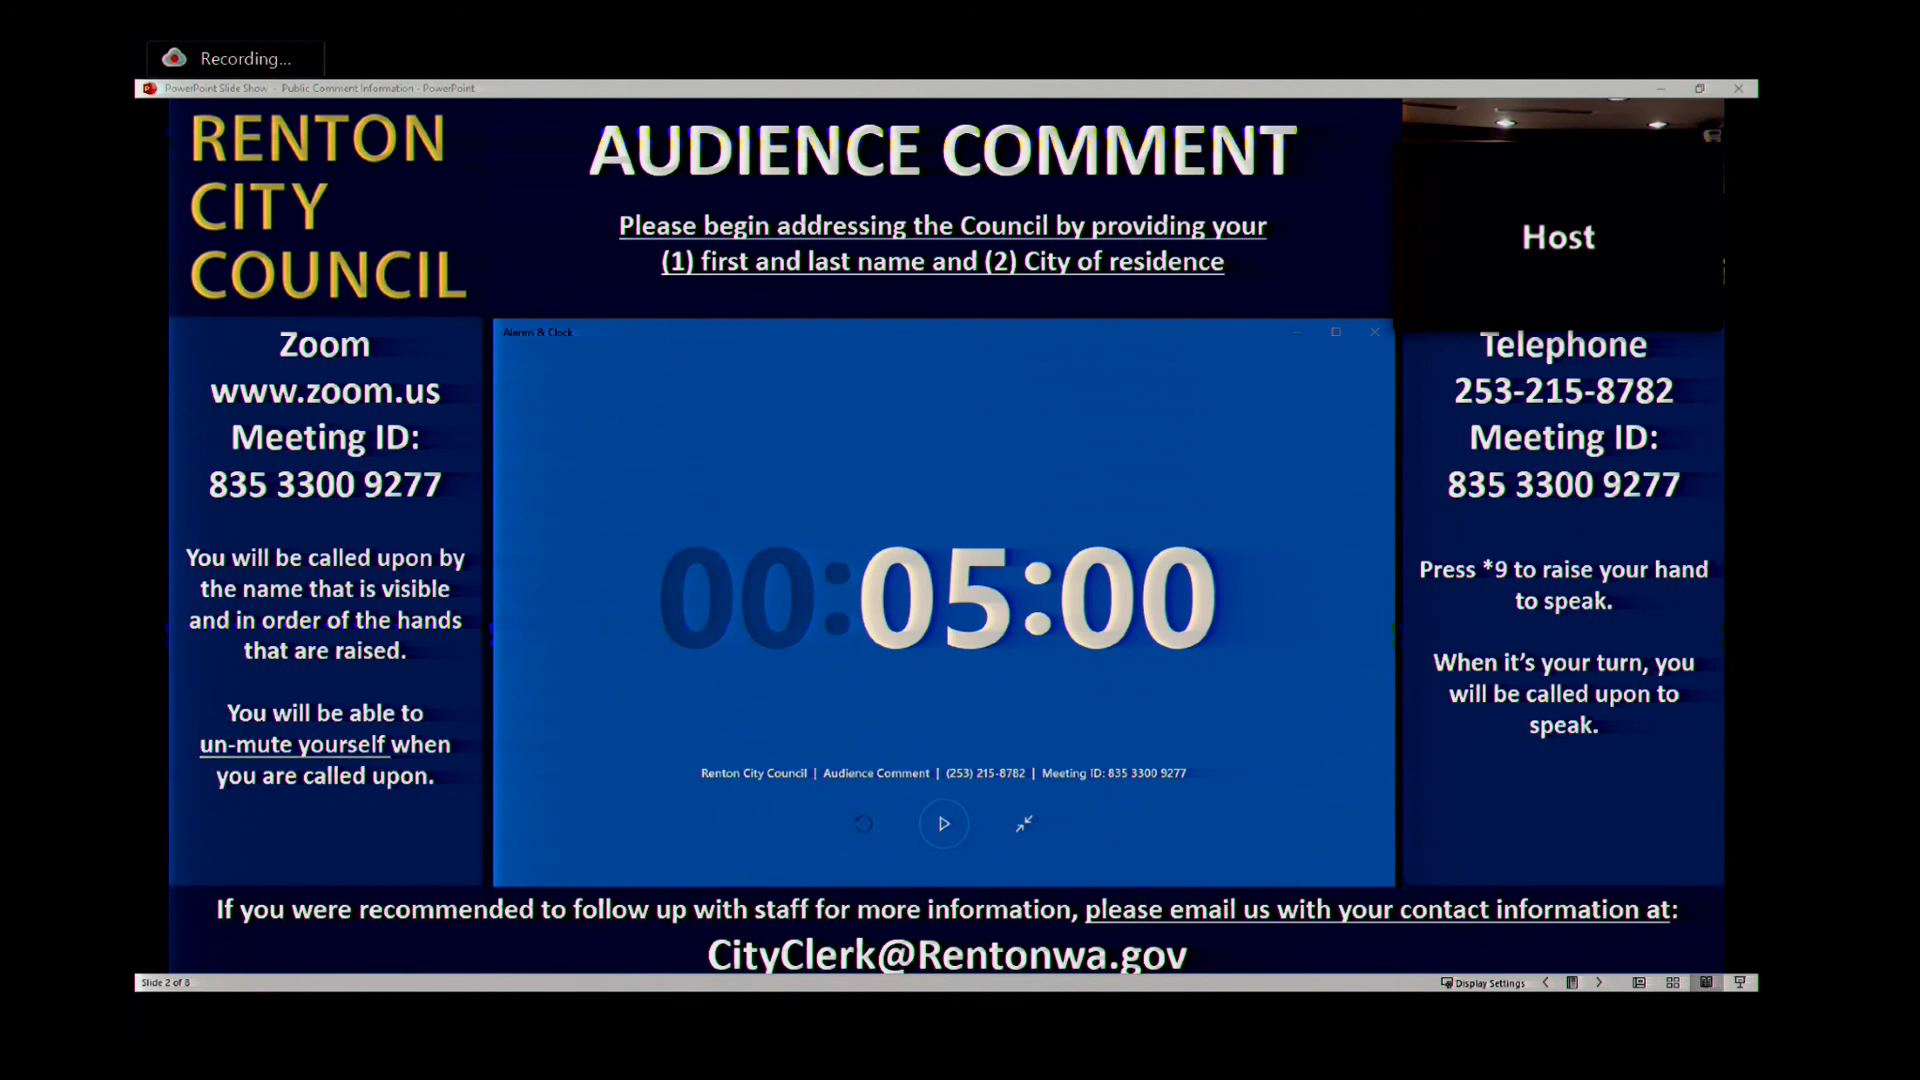 Recording...
PowerPoint Slide Show - Public Comment Information - PowerPoint
RENTON
CITY
COUNCIL
AUDIENCE COMMENT
Please begin addressing the Council by providing your
(1) first and last name and (2) City of residence
Host
Zoom
www.zoom.us
Meeting ID:
835 3300 9277
You will be called upon by
the name that is visible
and in order of the hands
that are raised.
You will be able to
un-mute yourself when
you are called upon.
Alarms & Clock
00:05:00
Renton City Council | Audience Comment | (253) 215-8782 | Meeting ID: 835 3300 9277
Telephone
253-215-8782
Meeting ID:
835 3300 9277
Press *9 to raise your hand
to speak.
When it’s your turn, you
will be called upon to
speak.
If you were recommended to follow up with staff for more information, please email us with your contact information at:
CityClerk@Rentonwa.gov
Slide 2 of 8
Display Settings